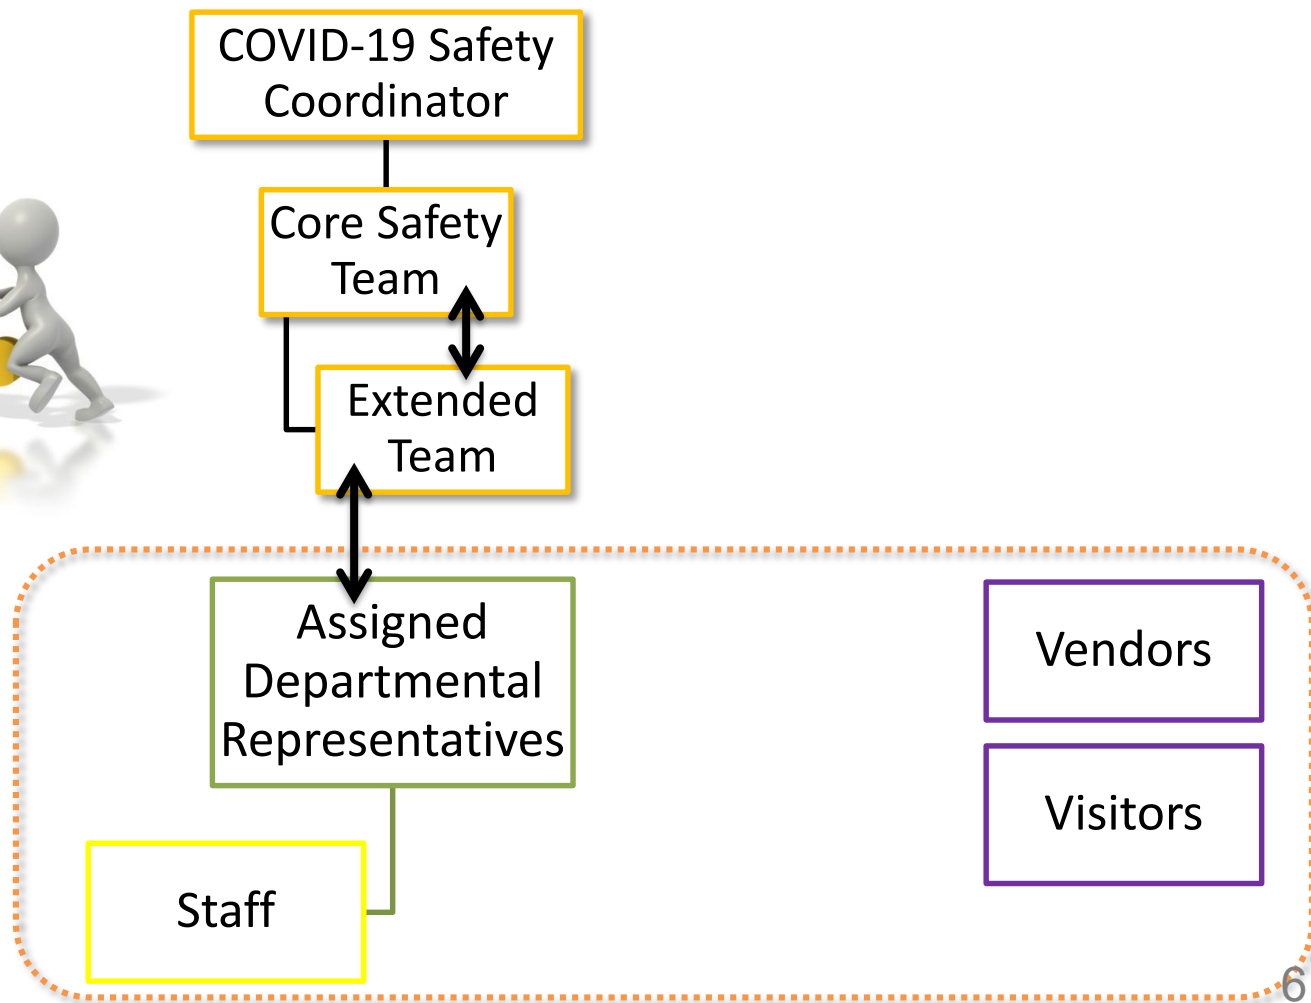 COVID-19 Safety
Coordinator
Core Safety
Team
Extended
Team
Assigned
Departmental
Representatives
Vendors
Visitors
Staff
6